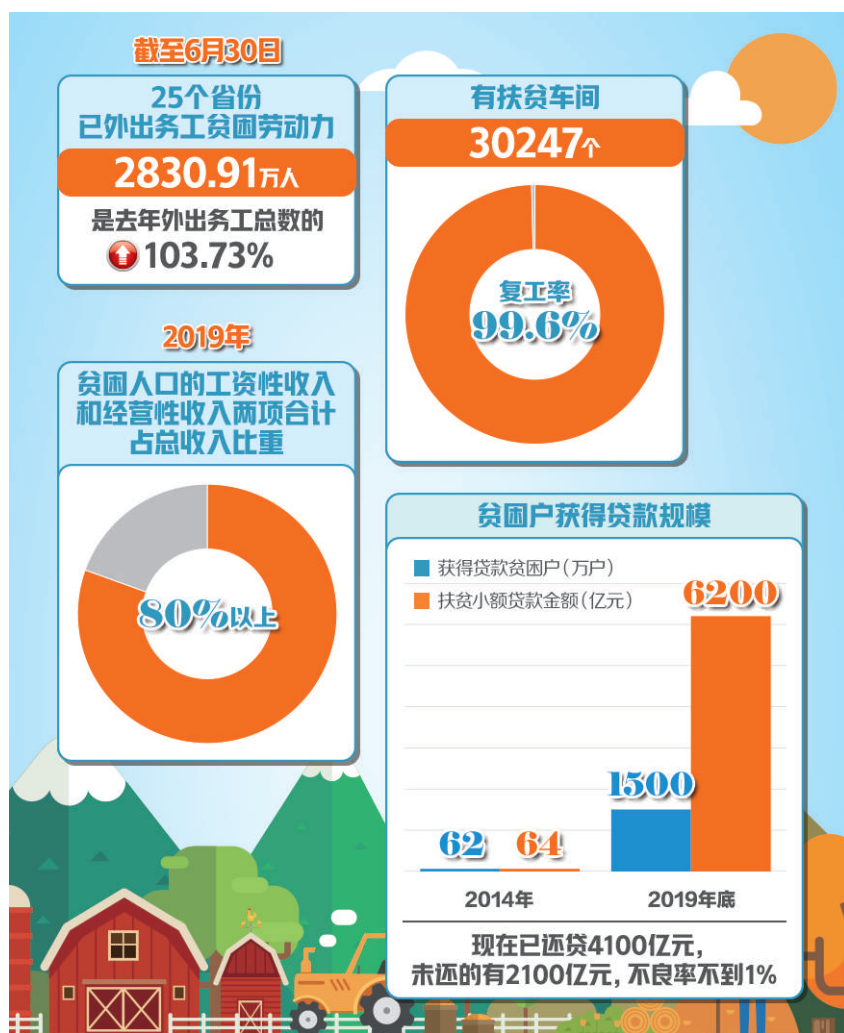 截至6月30日
25个省份
已外出务工贫困劳动力
2830.91万人
是去年外出务工总数的
103.73%
有扶贫车间
30247个
复工率
99.6%
2019年
贫困人口的工资性收入
和经营性收入两项合计
占总收入比重
80%以上
贫困户获得贷款规模
获得贷款贫困户(万户)
扶贫小额贷款金额(亿元)
6200
1500
62 64
2014年 2019年底
现在已还贷4100亿元,
未还的有2100亿元,不良率不到1%